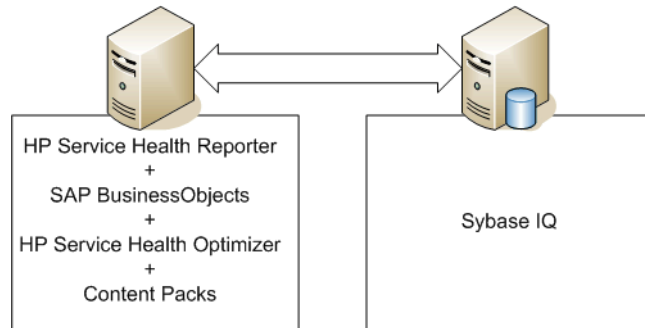 HP Service Health Reporter
+
SAP BusinessObjects
+
HP Service Health Optimizer
+
Content Packs
Sybase IQ